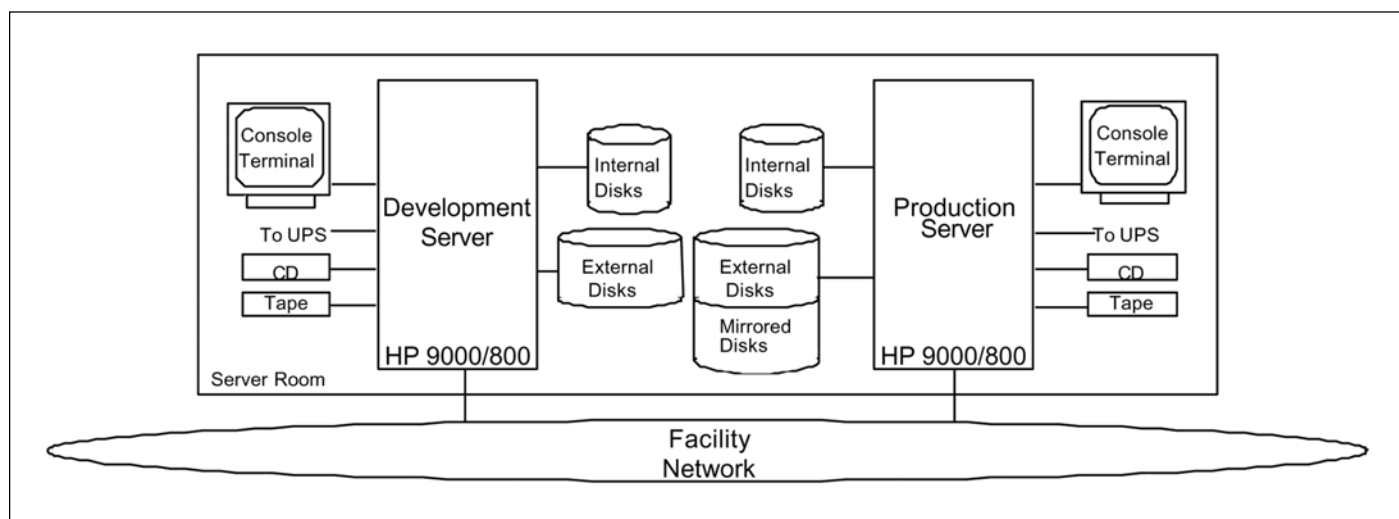 Console
Terminal
To UPS
CD
Tape
Development
Server
HP 9000/800
Internal
Disks
External
Disks
Internal
Disks
External
Disks
Mirrored
Disks
Production
Server
HP 9000/800
Console
Terminal
To UPS
CD
Tape
Server Room
Facility
Network